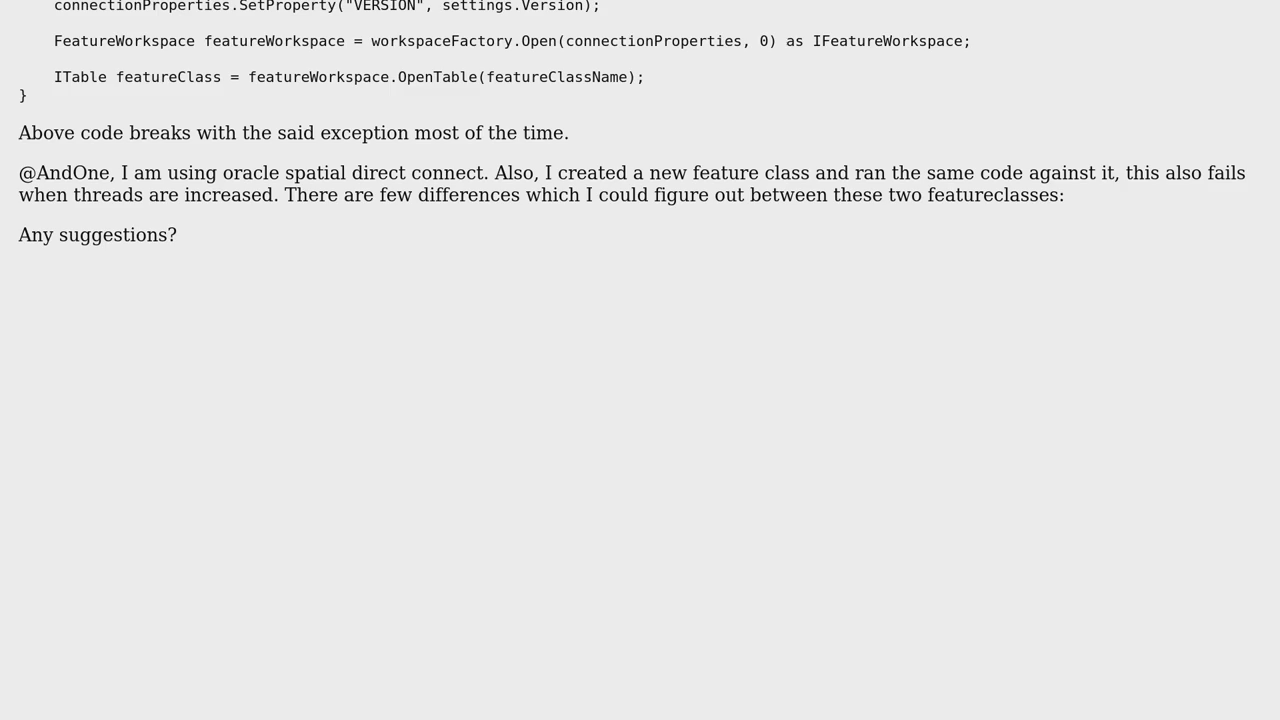 connectionProperties.SetProperty("VERSION", settings.Version);
FeatureWorkspace featureWorkspace = workspaceFactory.Open(connectionProperties, 0) as IFeatureWorkspace;
ITable featureClass = featureWorkspace.OpenTable(featureClassName);
}
Above code breaks with the said exception most of the time.
@AndOne, I am using oracle spatial direct connect. Also, I created a new feature class and ran the same code against it, this also fails
when threads are increased. There are few differences which I could figure out between these two featureclasses:
Any suggestions?